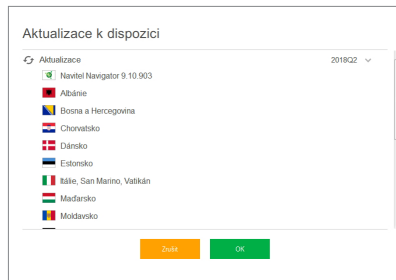 Aktualizace k dispozici
Aktualizace 2018Q2
Navitel Navigator 9.10.903
Albánie
Bosna a Hercegovina
Chorvatsko
Dánsko
Estonsko
Itálie, San Marino, Vatikán
Maďarsko
Moldavsko
Zrušit OK